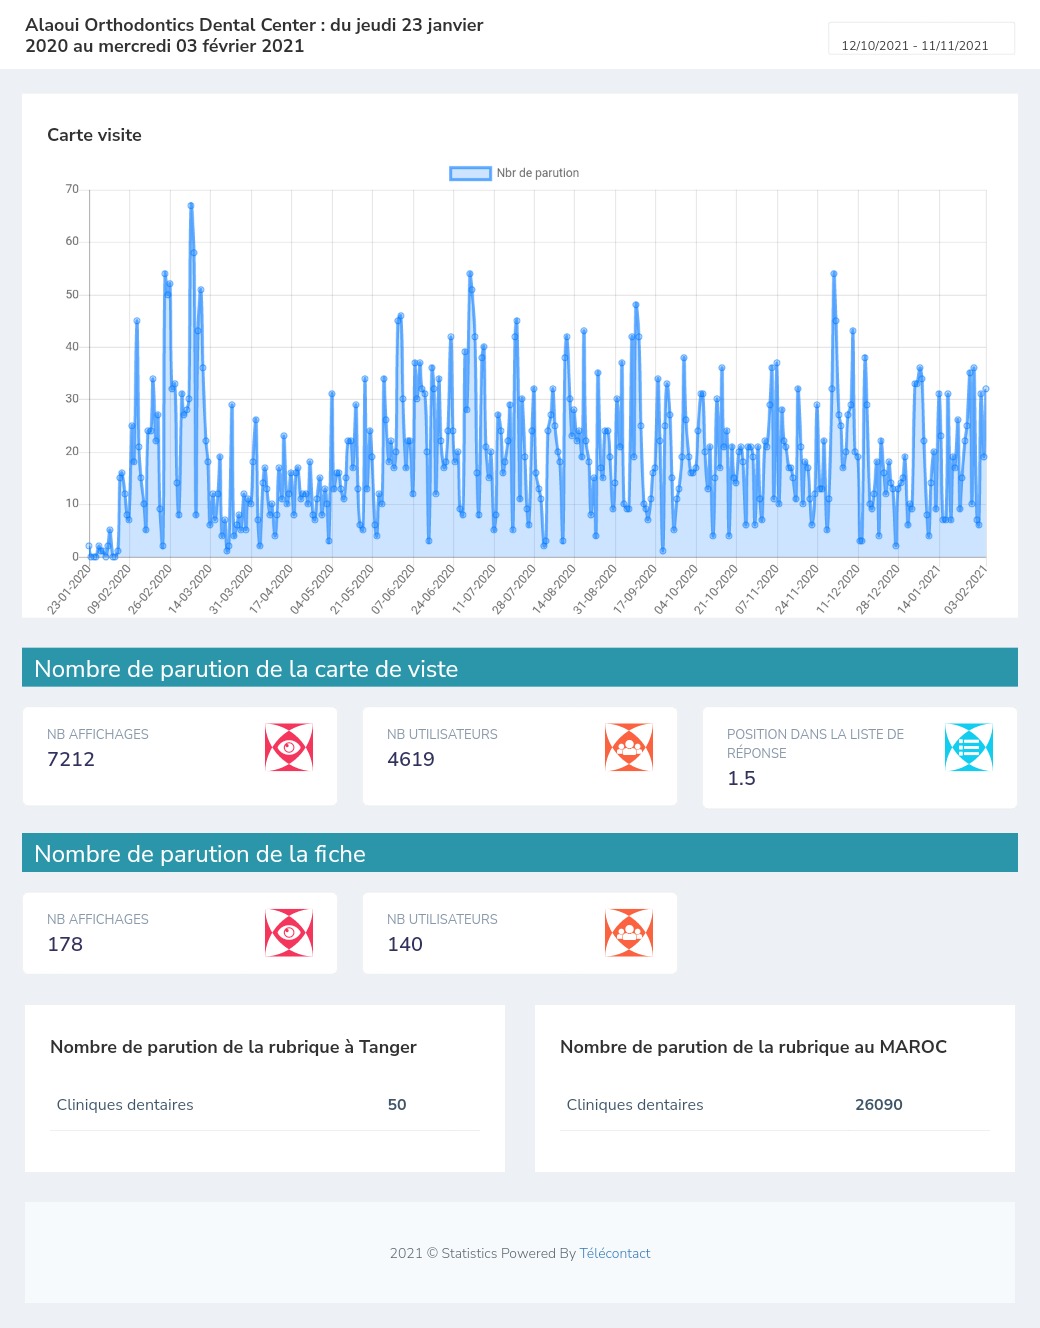 Alaoui Orthodontics Dental Center : du jeudi 23 janvier
2020 au mercredi 03 février 2021
12/10/2021 - 11/11/2021
Carte visite
Nbr de parution
70
60
50
40
30
20
10
0
23-01-2020
09-02-2020
26-02-2020
14-03-2020
31-03-2020
17-04-2020
04-05-2020
21-05-2020
07-06-2020
24-06-2020
11-07-2020
28-07-2020
14-08-2020
31-08-2020
17-09-2020
04-10-2020
21-10-2020
07-11-2020
24-11-2020
11-12-2020
28-12-2020
14-01-2021
03-02-2021
Nombre de parution de la carte de viste
NB AFFICHAGES
7212
NB UTILISATEURS
4619
POSITION DANS LA LISTE DE
RÉPONSE
1.5
Nombre de parution de la fiche
NB AFFICHAGES
178
NB UTILISATEURS
140
Nombre de parution de la rubrique à Tanger
Cliniques dentaires 50
Nombre de parution de la rubrique au MAROC
Cliniques dentaires 26090
2021 © Statistics Powered By Télécontact